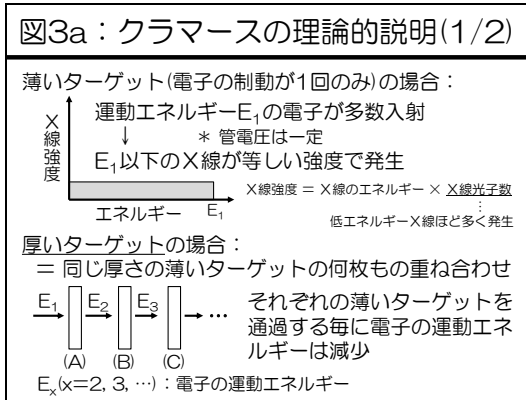 図3a：クラマースの理論的説明(1/2)
薄いターゲット(電子の制動が1回のみ)の場合：
運動エネルギーE₁の電子が多数入射
↓ ＊ 管電圧は一定
E₁以下のX線が等しい強度で発生
X線強度
エネルギー E₁
X線強度 ＝ X線のエネルギー × X線光子数
⋮
低エネルギーX線ほど多く発生
厚いターゲットの場合：
＝ 同じ厚さの薄いターゲットの何枚もの重ね合わせ
E₁ E₂ E₃ → …
(A) (B) (C)
それぞれの薄いターゲットを
通過する毎に電子の運動エネ
ルギーは減少
Eₓ(x=2, 3, …)：電子の運動エネルギー